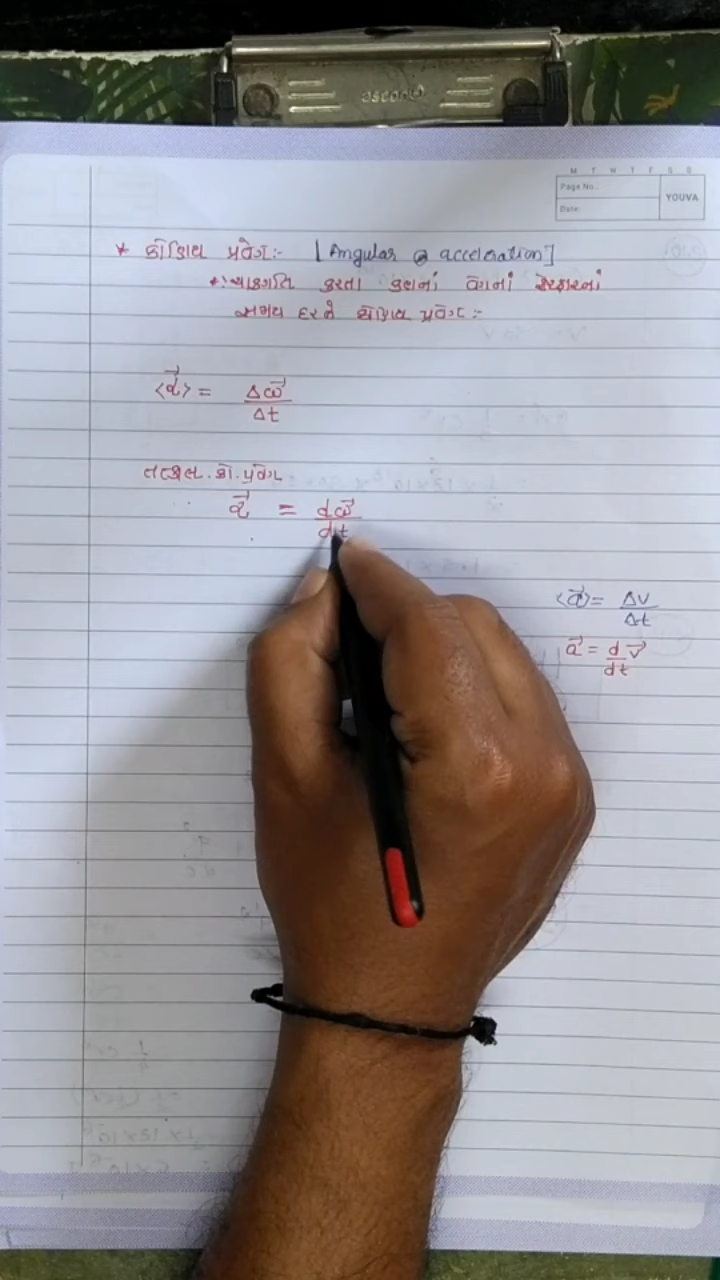 M T W T F S S
Page No.:
Date:
YOUVA
* કોણીય પ્રવેગ:- [Angular acceleration]
* ચાકગતિ કરતા કણનાં વેગનાં ફેરફારનાં
સમય દરને કોણીય પ્રવેગ:-
<α⃗> = Δω⃗/Δt
તત્ક્ષણ. કો. પ્રવેગ
α⃗ = dω⃗/dt
<a⃗> = Δv/Δt
a⃗ = d/dt v⃗